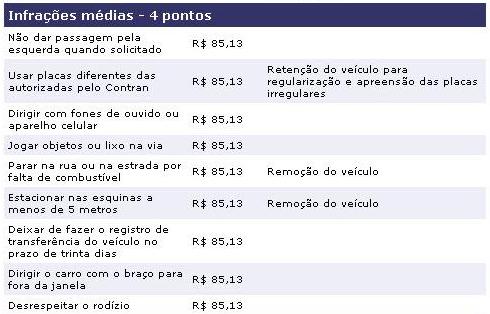 Infrações médias - 4 pontos
Não dar passagem pela
esquerda quando solicitado
R$ 85,13
Usar placas diferentes das
autorizadas pelo Contran
R$ 85,13
Retenção do veículo para
regularização e apreensão das placas
irregulares
Dirigir com fones de ouvido ou
aparelho celular
R$ 85,13
Jogar objetos ou lixo na via
R$ 85,13
Parar na rua ou na estrada por
falta de combustível
R$ 85,13
Remoção do veículo
Estacionar nas esquinas a
menos de 5 metros
R$ 85,13
Remoção do veículo
Deixar de fazer o registro de
transferência do veículo no
prazo de trinta dias
R$ 85,13
Dirigir o carro com o braço para
fora da janela
R$ 85,13
Desrespeitar o rodízio
R$ 85,13